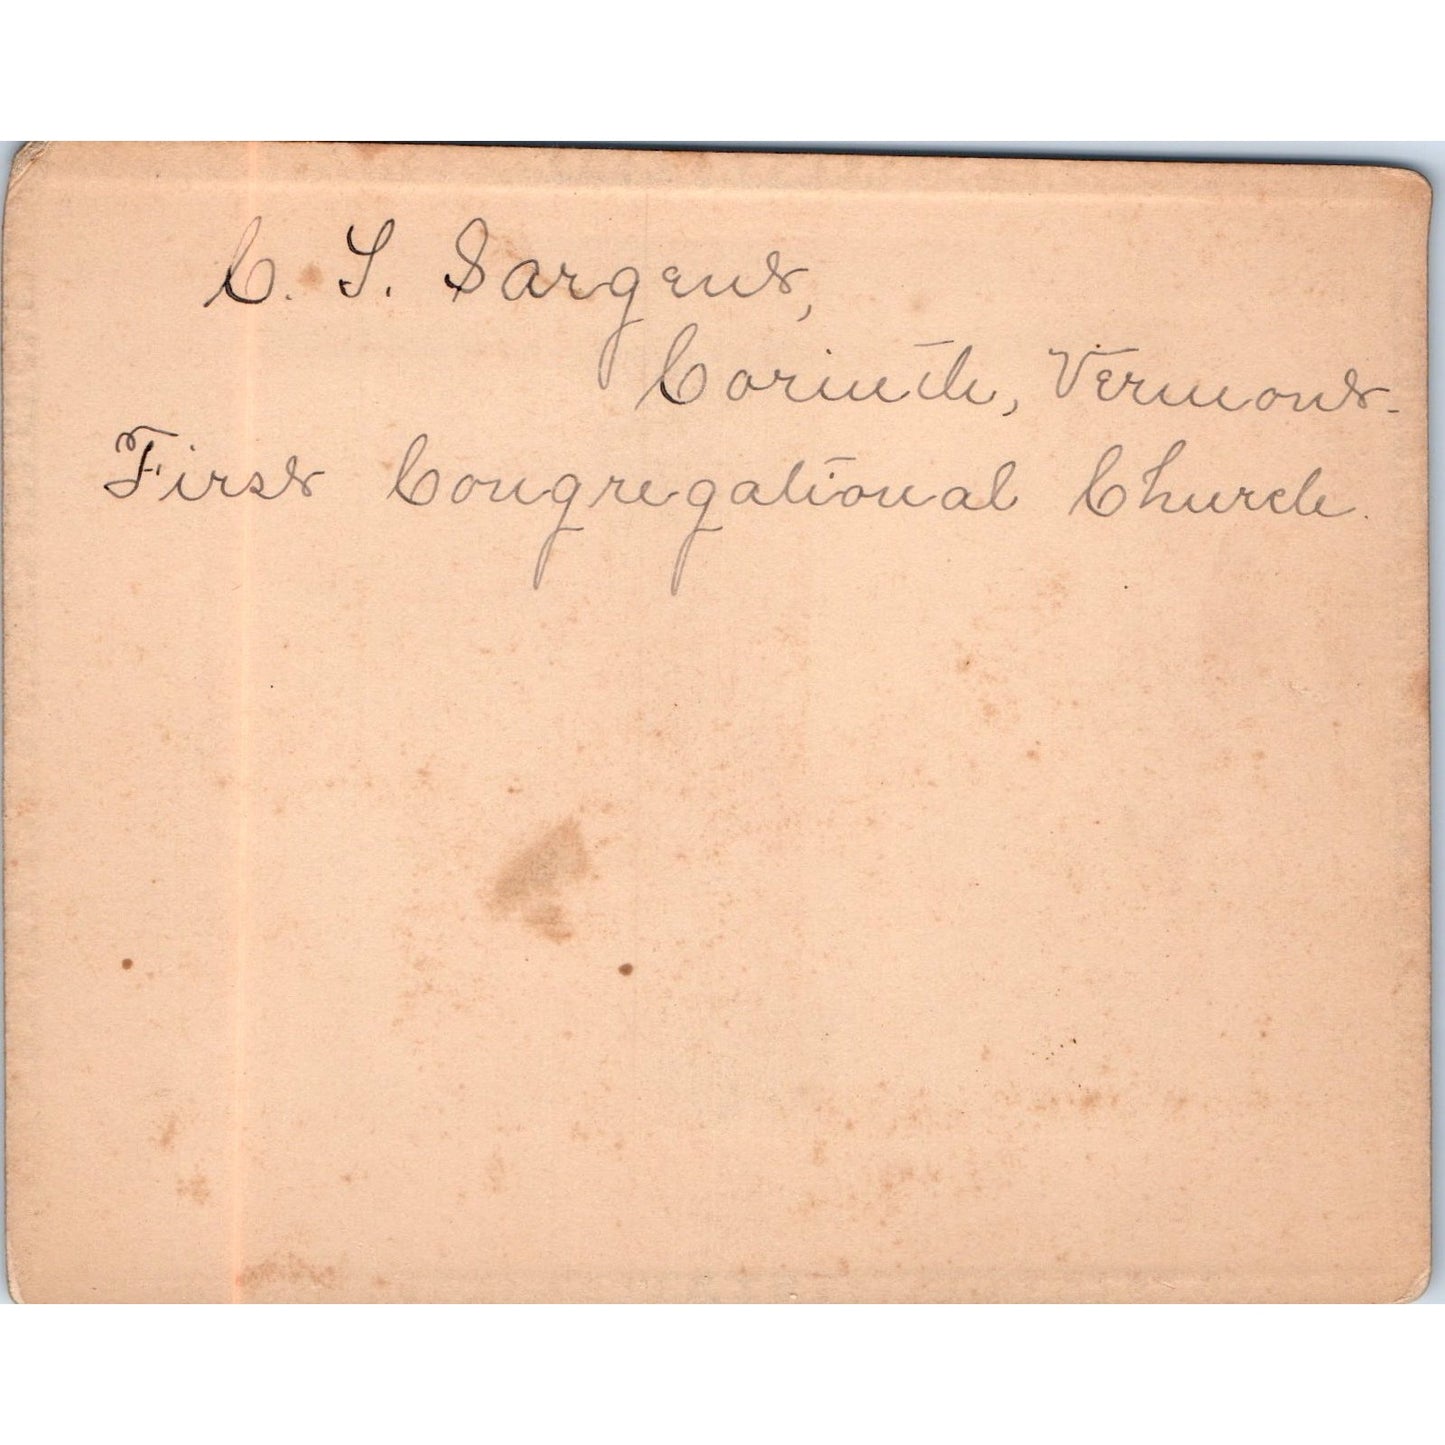 C. S. Sargent,
Corinth, Vermont.
First Congregational Church.